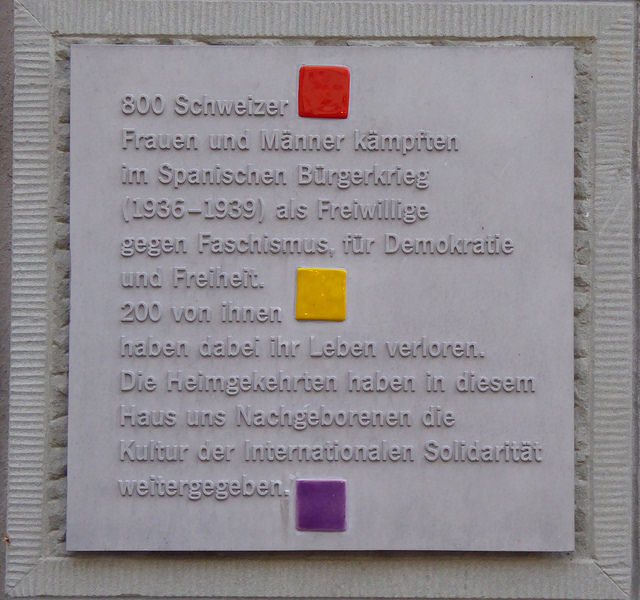 800 Schweizer
Frauen und Männer kämpften
im Spanischen Bürgerkrieg
(1936–1939) als Freiwillige
gegen Faschismus, für Demokratie
und Freiheit.
200 von ihnen
haben dabei ihr Leben verloren.
Die Heimgekehrten haben in diesem
Haus uns Nachgeborenen die
Kultur der Internationalen Solidarität
weitergegeben.